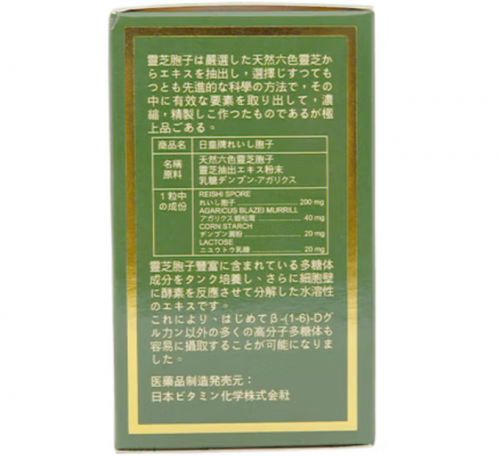 靈芝胞子は嚴選した天然六色靈芝か
らエキスを抽出し，選擇じすつても
つとも先進的な科學の方法で，その
中に有效な要素を取り出して，濃
縮，精製しこ作つたものであるが極
上品ごある。
商品名 日皇牌れいし胞子
名稱 天然六色靈芝胞子
原料 靈芝抽出エキス粉末
乳糖デンプン·アガリクス
1粒中 REISHI SPORE
の成份 れいし胞子 200 mg
AGARICUS BLAZEI MURRILL
アガリクス姬松茸 40 mg
CORN STARCH
デンプン澱粉 20 mg
LACTOSE
ニュウトウ乳糖 20 mg
靈芝胞子豐富に含まれている多糖体
成分をタンク培養し、さらに細胞壁
に酵素を反應させて分解した水溶性
のエキスです。
これにより、はじめてβ-(1-6)-Dグ
ルカン以外の多くの高分子多糖体も
容易に攝取することが可能になりまし
た。
医藥品制造発売元：
日本ビタミン化学株式会社